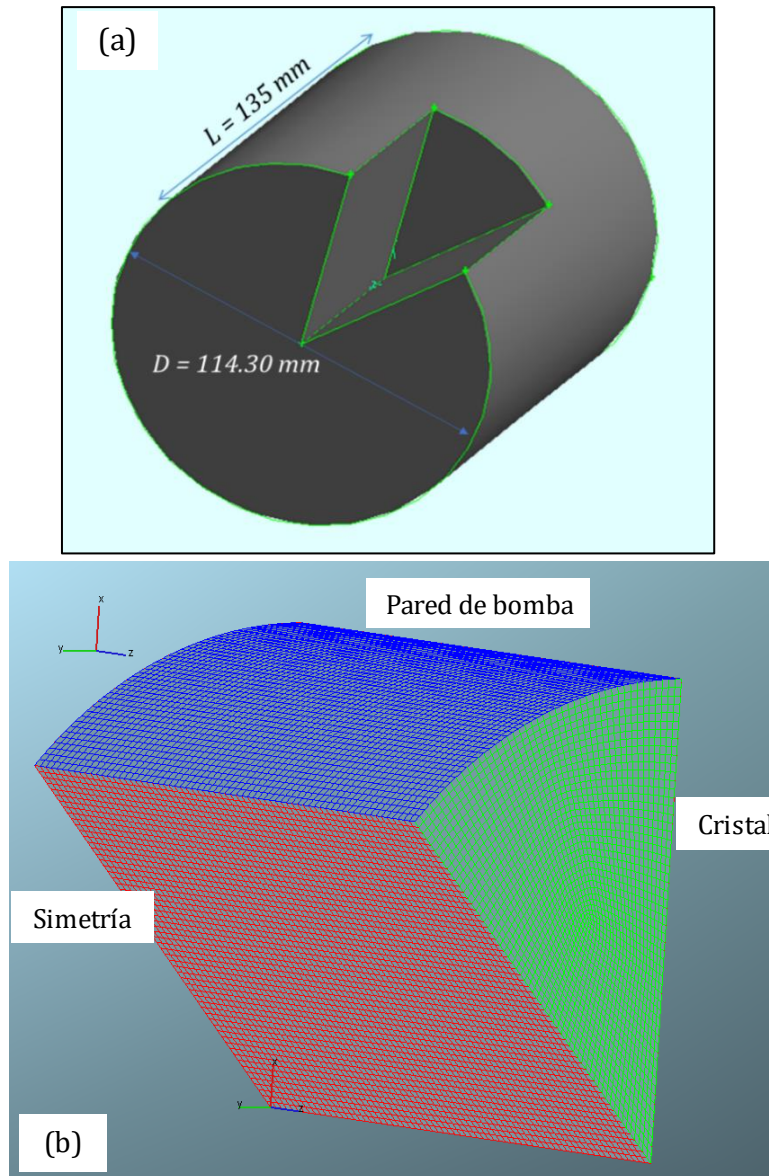 (a)
L = 135 mm
D = 114.30 mm
Pared de bomba
x
y
z
Cristal
Simetría
x
y
z
(b)